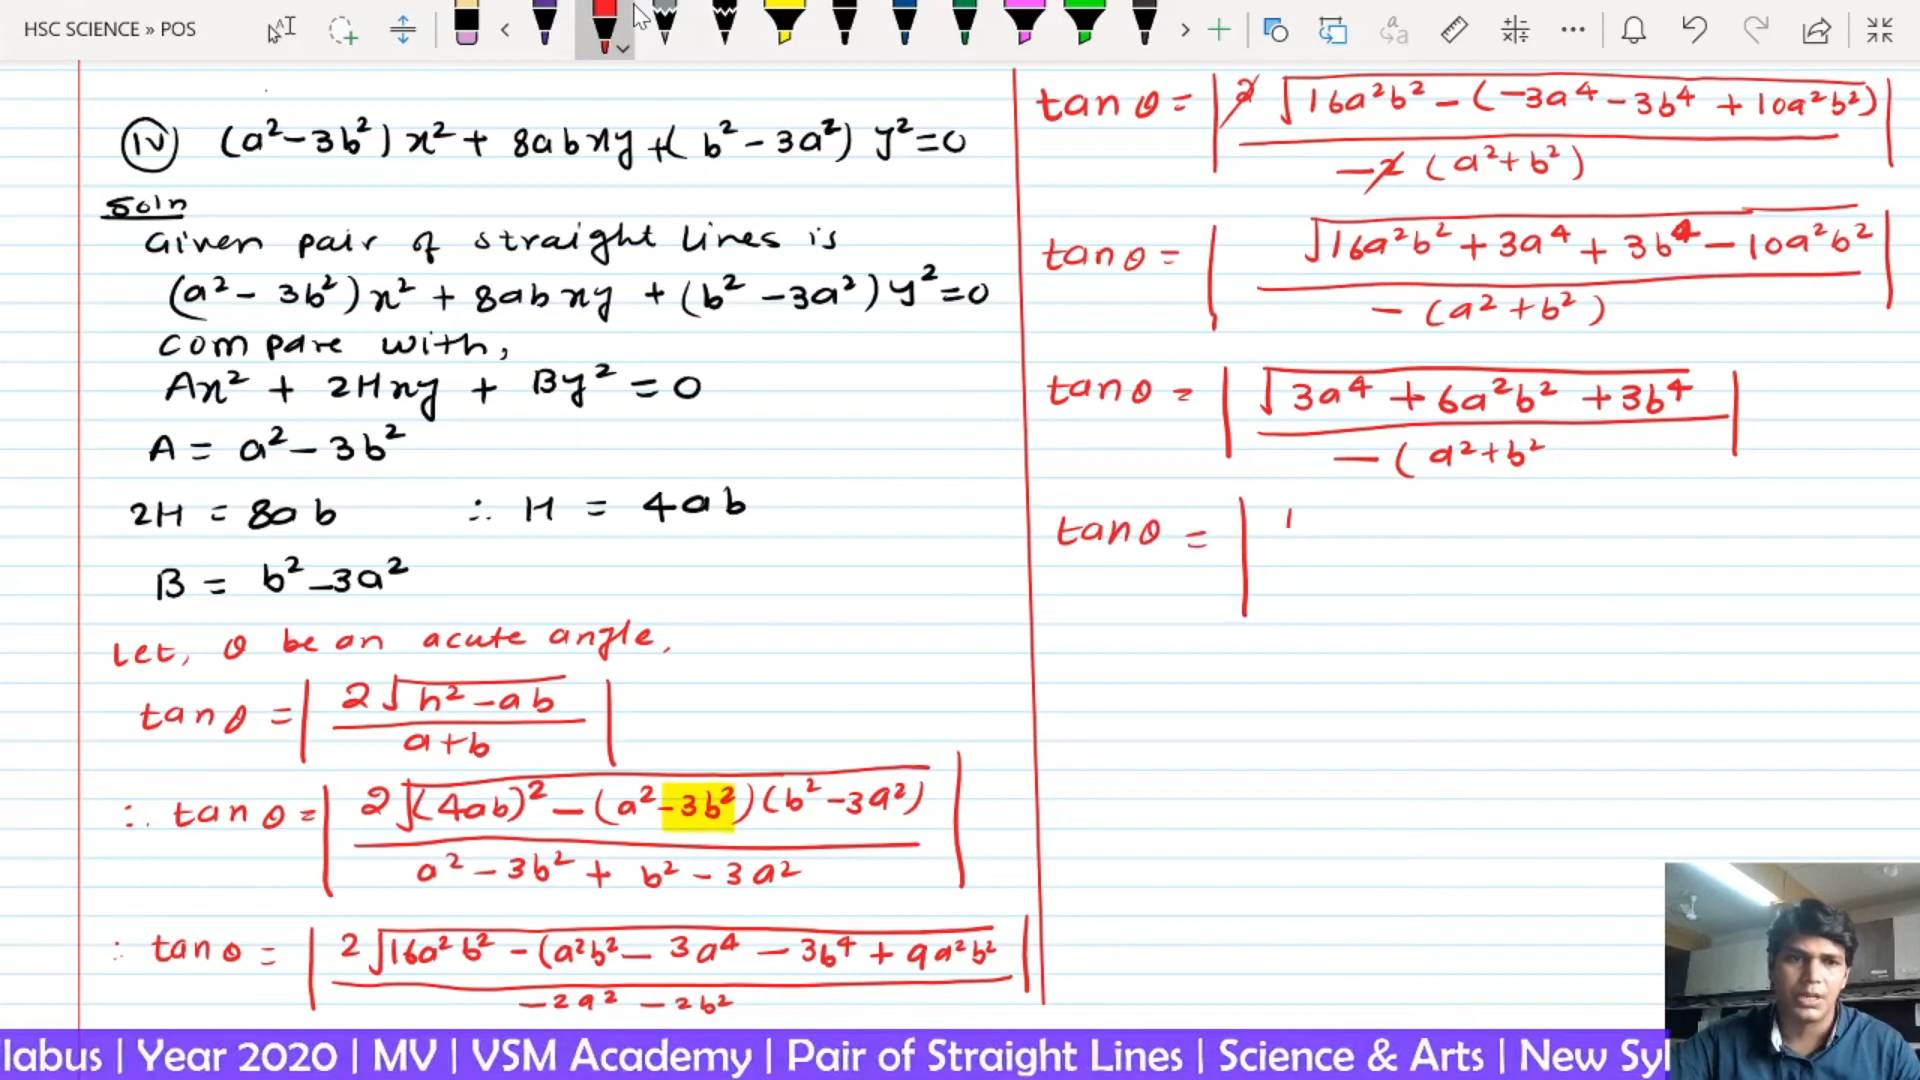 HSC SCIENCE » POS
(iv) (a²-3b²)x² + 8abxy + (b²-3a²) y²=0
Soln
Given pair of straight lines is
(a²-3b²)x² + 8abxy + (b²-3a²)y²=0
compare with,
Ax² + 2Hxy + By² = 0
A = a²-3b²
2H = 8ab ∴ H = 4ab
B = b²-3a²
Let, θ be an acute angle,
tanθ = | 2√(h²-ab) / a+b |
∴ tanθ = | 2√((4ab)² - (a²-3b²)(b²-3a²)) / a²-3b² + b²-3a² |
∴ tanθ = | 2√(16a²b² - (a²b² - 3a⁴ - 3b⁴ + 9a²b²) / -2a² - 2b² |
tanθ = | 2√(16a²b² - (-3a⁴ - 3b⁴ + 10a²b²)) / -2(a²+b²) |
tanθ = | √(16a²b² + 3a⁴ + 3b⁴ - 10a²b²) / -(a²+b²) |
tanθ = | √(3a⁴ + 6a²b² + 3b⁴) / -(a²+b² |
tanθ = |
llabus | Year 2020 | MV | VSM Academy | Pair of Straight Lines | Science & Arts | New Syl